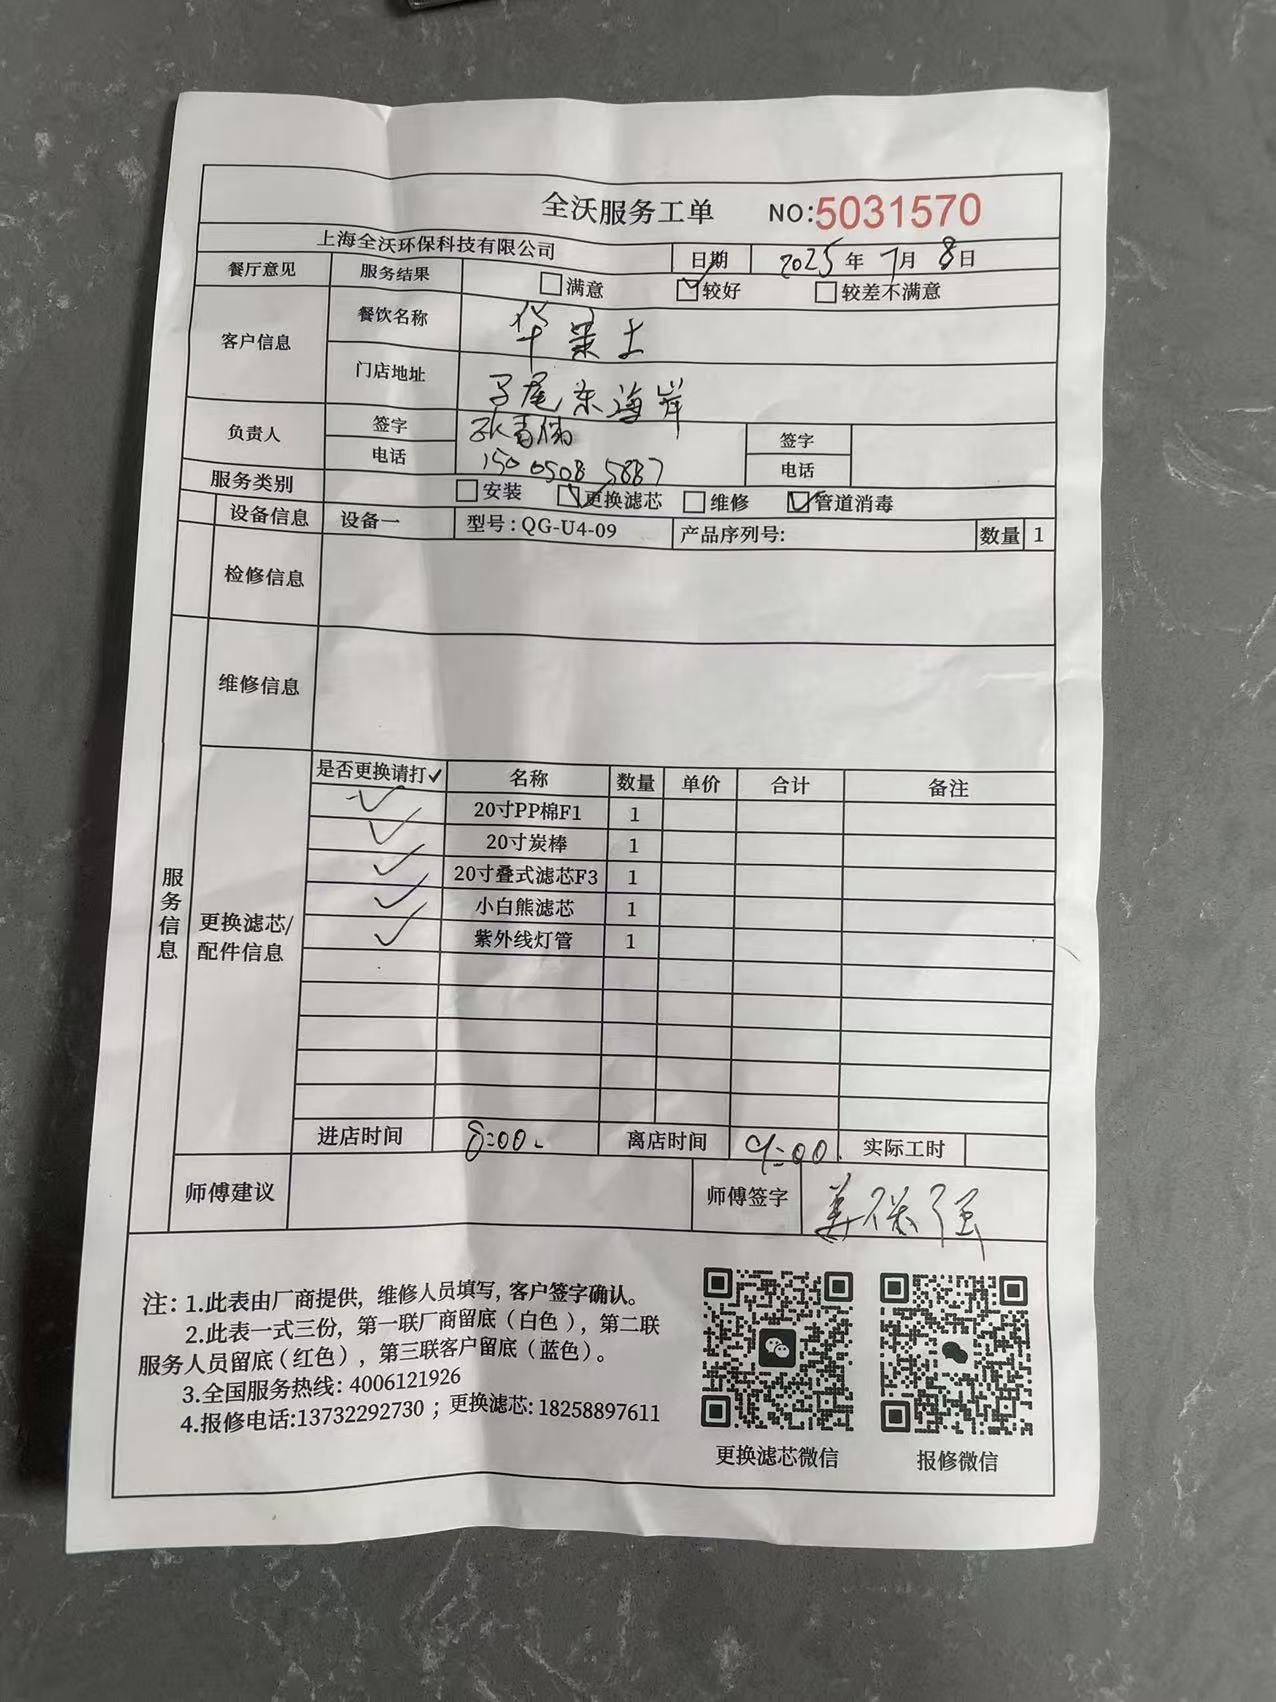 全沃服务工单 NO:5031570
上海全沃环保科技有限公司 日期 2025年7月8日
餐厅意见 服务结果 满意 较好 较差不满意
客户信息 餐饮名称 华莱士
门店地址 马尾东海岸
负责人 签字 签字
电话 150 0508 5887 电话
服务类别 安装 更换滤芯 维修 管道消毒
设备信息 设备一 型号:QG-U4-09 产品序列号: 数量 1
检修信息
维修信息
服务信息
更换滤芯/配件信息
是否更换请打✓ 名称 数量 单价 合计 备注
✓ 20寸PP棉F1 1
✓ 20寸炭棒 1
✓ 20寸叠式滤芯F3 1
✓ 小白熊滤芯 1
✓ 紫外线灯管 1
进店时间 8:00 离店时间 9:00 实际工时
师傅建议 师傅签字 姜保强
注：1.此表由厂商提供，维修人员填写，客户签字确认。
2.此表一式三份，第一联厂商留底（白色），第二联
服务人员留底（红色），第三联客户留底（蓝色）。
3.全国服务热线：4006121926
4.报修电话:13732292730；更换滤芯：18258897611
更换滤芯微信 报修微信